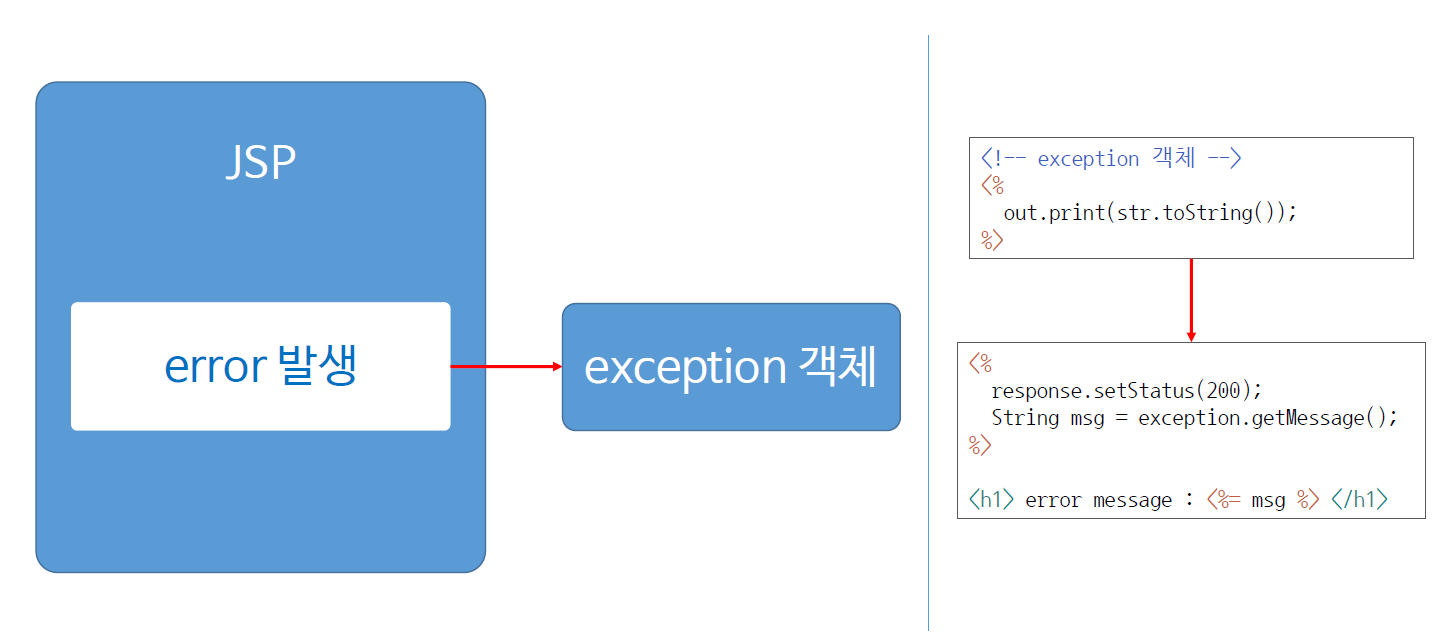 JSP
error 발생
exception 객체
<!-- exception 객체 -->
<%
out.print(str.toString());
%>
<%
response.setStatus(200);
String msg = exception.getMessage();
%>
<h1> error message : <%= msg %> </h1>